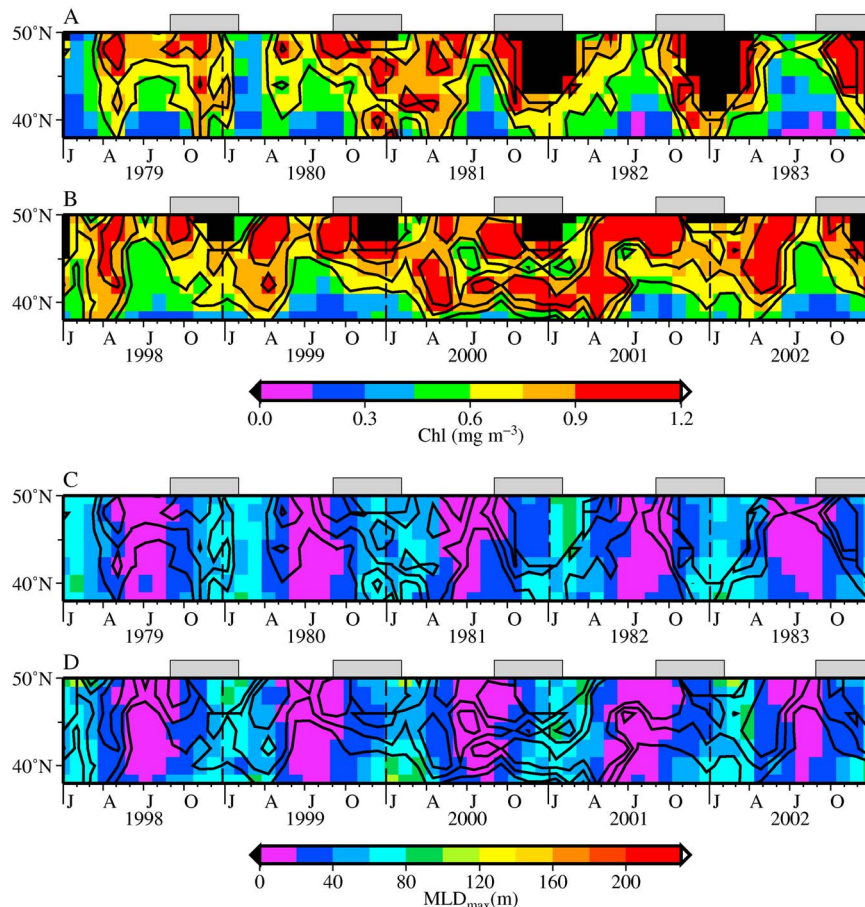 A
50°N
40°N
J A J O J A J O J A J O J A J O J A J O
1979 1980 1981 1982 1983
B
50°N
40°N
J A J O J A J O J A J O J A J O J A J O
1998 1999 2000 2001 2002
0.0 0.3 0.6 0.9 1.2
Chl (mg m⁻³)
C
50°N
40°N
J A J O J A J O J A J O J A J O J A J O
1979 1980 1981 1982 1983
D
50°N
40°N
J A J O J A J O J A J O J A J O J A J O
1998 1999 2000 2001 2002
0 40 80 120 160 200
MLDmax(m)